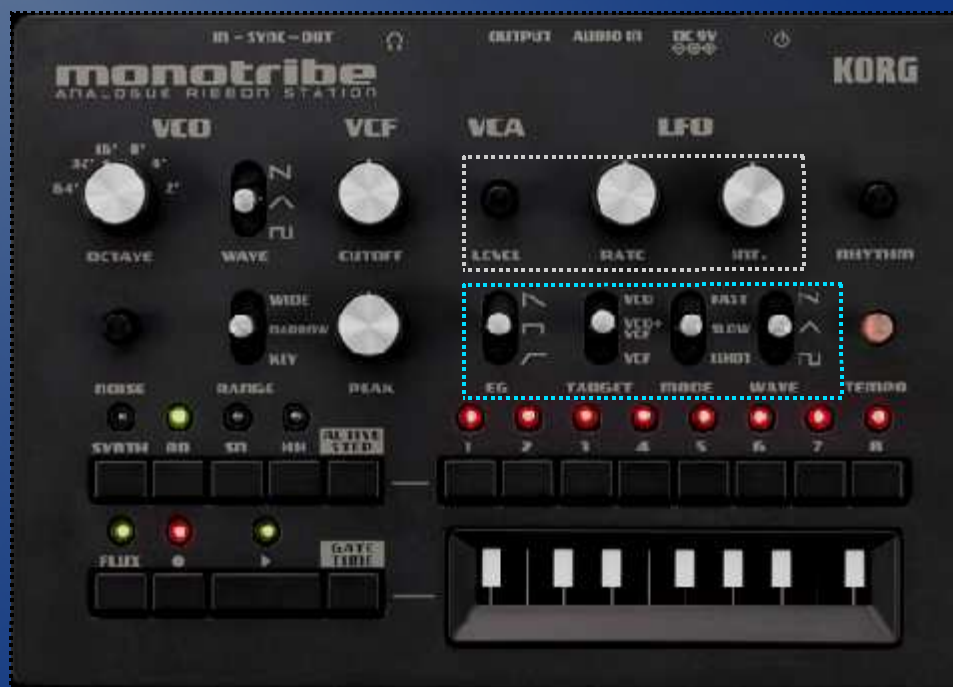 IN - SYNC - OUT
OUTPUT AUDIO IN DC 9V
monotribe
KORG
ANALOGUE RIBBON STATION
VCO VCF VCA LFO
16' 8'
32' 4'
64' 2'
OCTAVE WAVE CUTOFF LEVEL RATE INT. RHYTHM
WIDE VCO FAST
NARROW VCO+ VCF SLOW
KEY VCF 1SHOT
NOISE RANGE PEAK EG TARGET MODE WAVE TEMPO
SYNTH BD SD HH ACTIVE STEP 1 2 3 4 5 6 7 8
FLUX GATE TIME